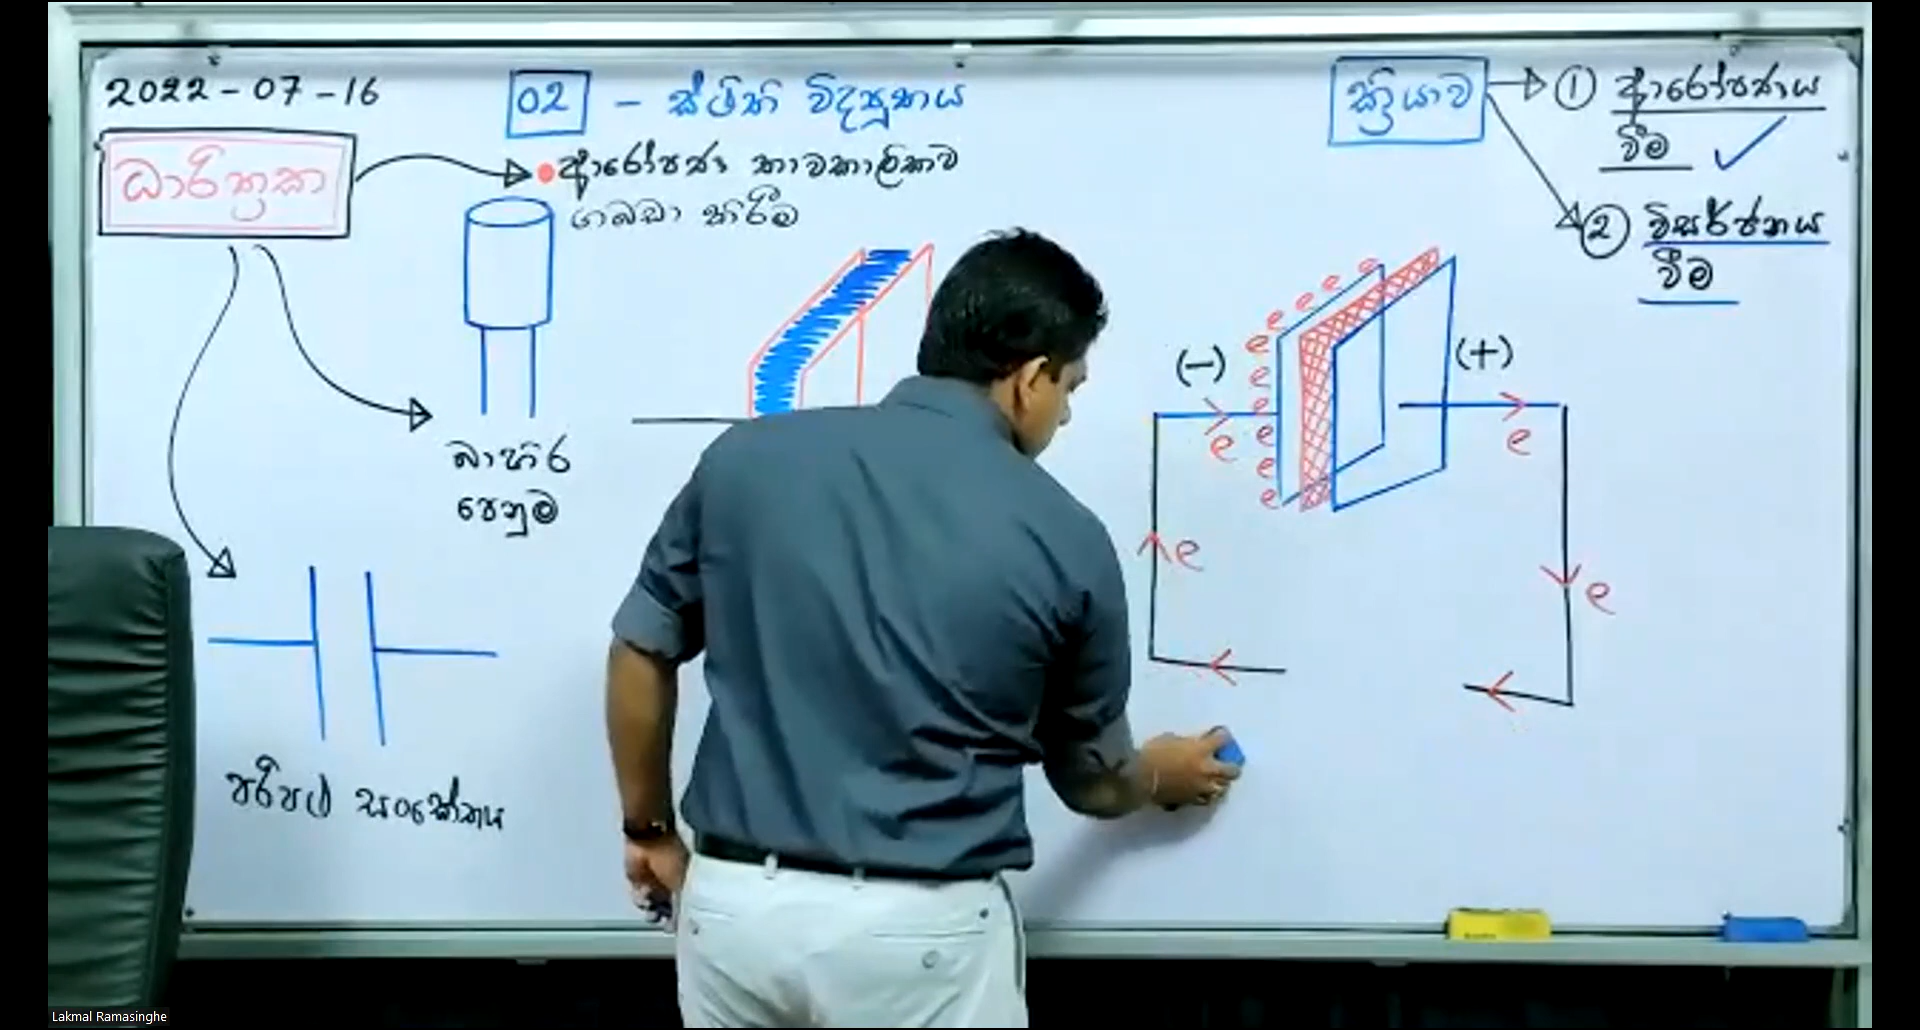 2022-07-16
02 - ස්ථිති විද්‍යුතය
ධාරිත්‍රක
ආරෝපණ තාවකාලිකව
ගබඩා කිරීම
බාහිර
පෙනුම
පරිපථ සංකේතය
ක්‍රියාව
① ආරෝපණය
වීම ✓
② විසර්ජනය
වීම
(-)
(+)
e e e e
e
e
e
e
e
e
e
e
e
e
e
Lakmal Ramasinghe